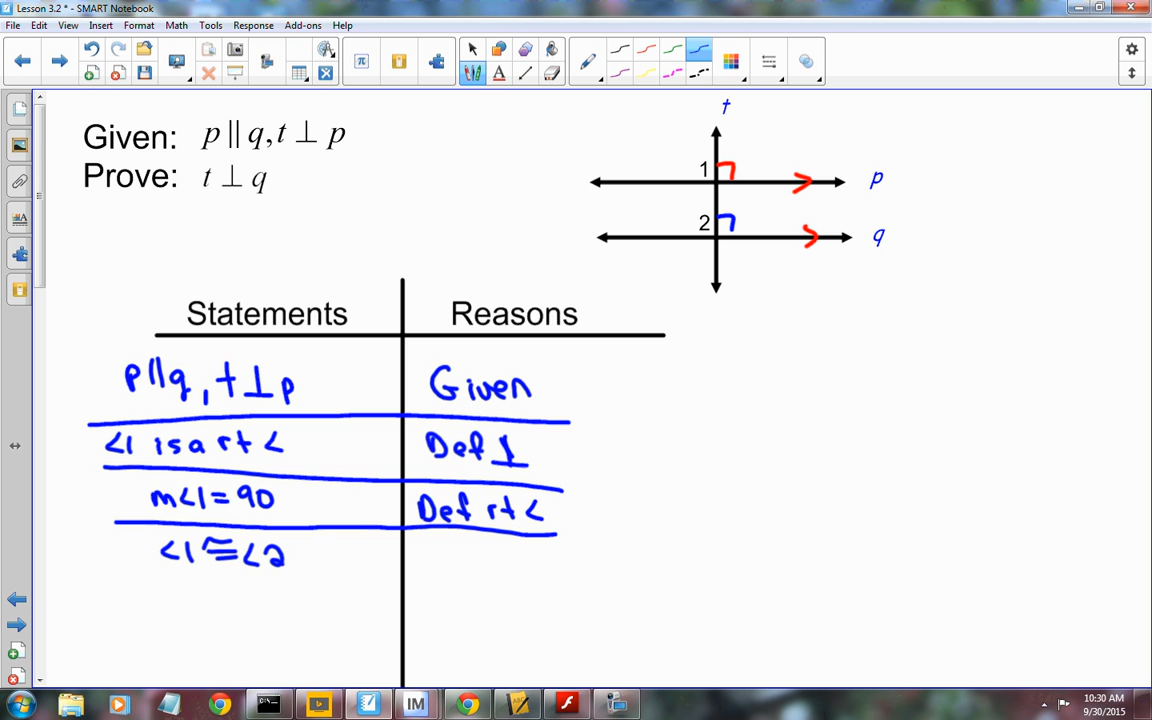 Lesson 3.2 * - SMART Notebook
File Edit View Insert Format Math Tools Response Add-ons Help
Given: p || q, t ⊥ p
Prove: t ⊥ q
t
1
p
2
q
Statements Reasons
p||q, t⊥p Given
<1 is a rt < Def ⊥
m<1=90 Def rt <
<1≅<2
IM
10:30 AM
9/30/2015